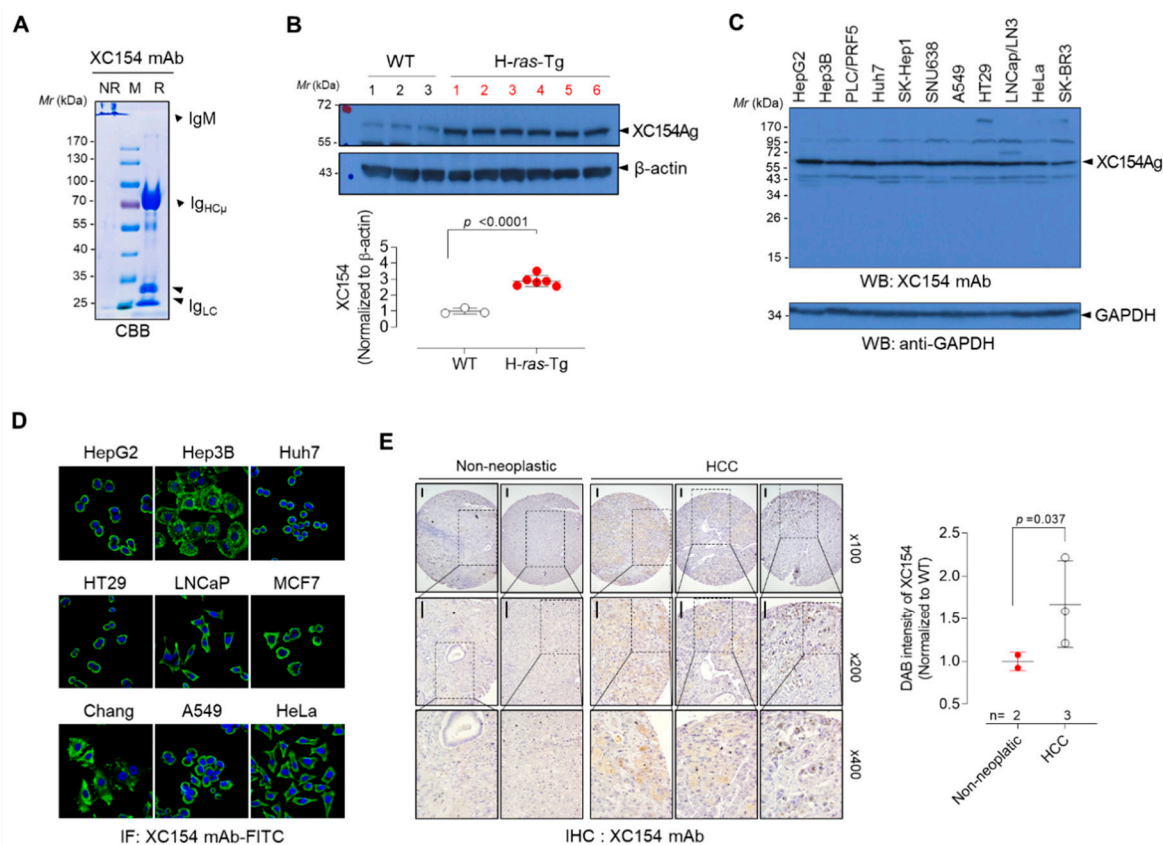 A
XC154 mAb
NR M R
Mr (kDa)
170
130
100
70
55
40
35
25
IgM
IgHCμ
IgLC
CBB
B
WT H-ras-Tg
Mr (kDa) 1 2 3 1 2 3 4 5 6
72
55
XC154Ag
43
β-actin
p <0.0001
XC154
(Normalized to β-actin)
5
4
3
2
1
0
WT H-ras-Tg
C
HepG2
Hep3B
PLC/PRF5
Huh7
SK-Hep1
SNU638
A549
HT29
LNCap/LN3
HeLa
SK-BR3
Mr (kDa)
170
95
72
55
43
34
26
15
XC154Ag
WB: XC154 mAb
34
GAPDH
WB: anti-GAPDH
D
HepG2 Hep3B Huh7
HT29 LNCaP MCF7
Chang A549 HeLa
IF: XC154 mAb-FITC
E
Non-neoplastic HCC
x100
x200
x400
IHC : XC154 mAb
p =0.037
DAB intensity of XC154
(Normalized to WT)
2.5
2.0
1.5
1.0
0.5
n= 2 3
Non-neoplatic
HCC